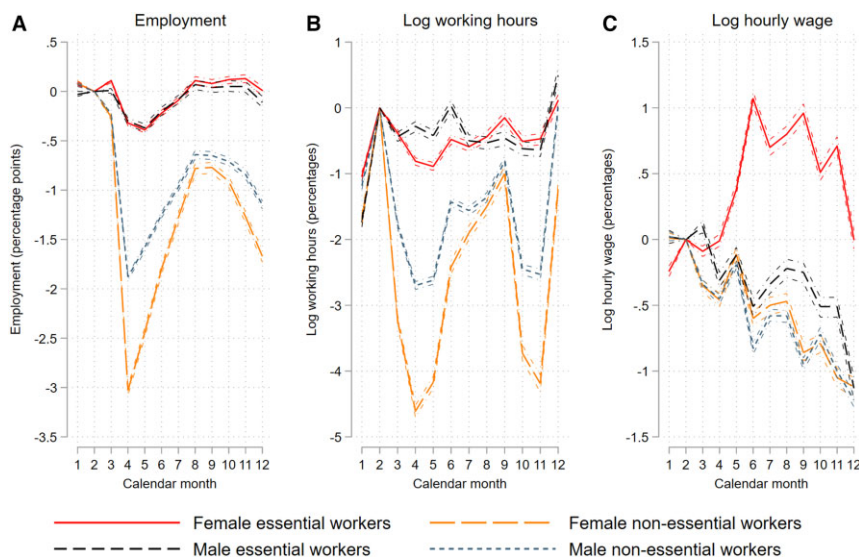 A Employment
Employment (percentage points)
.5
0
-.5
-1
-1.5
-2
-2.5
-3
-3.5
1 2 3 4 5 6 7 8 9 10 11 12
Calendar month
B Log working hours
Log working hours (percentages)
1
0
-1
-2
-3
-4
-5
1 2 3 4 5 6 7 8 9 10 11 12
Calendar month
C Log hourly wage
Log hourly wage (percentages)
1.5
1
.5
0
-.5
-1
-1.5
1 2 3 4 5 6 7 8 9 10 11 12
Calendar month
Female essential workers Female non-essential workers
Male essential workers Male non-essential workers